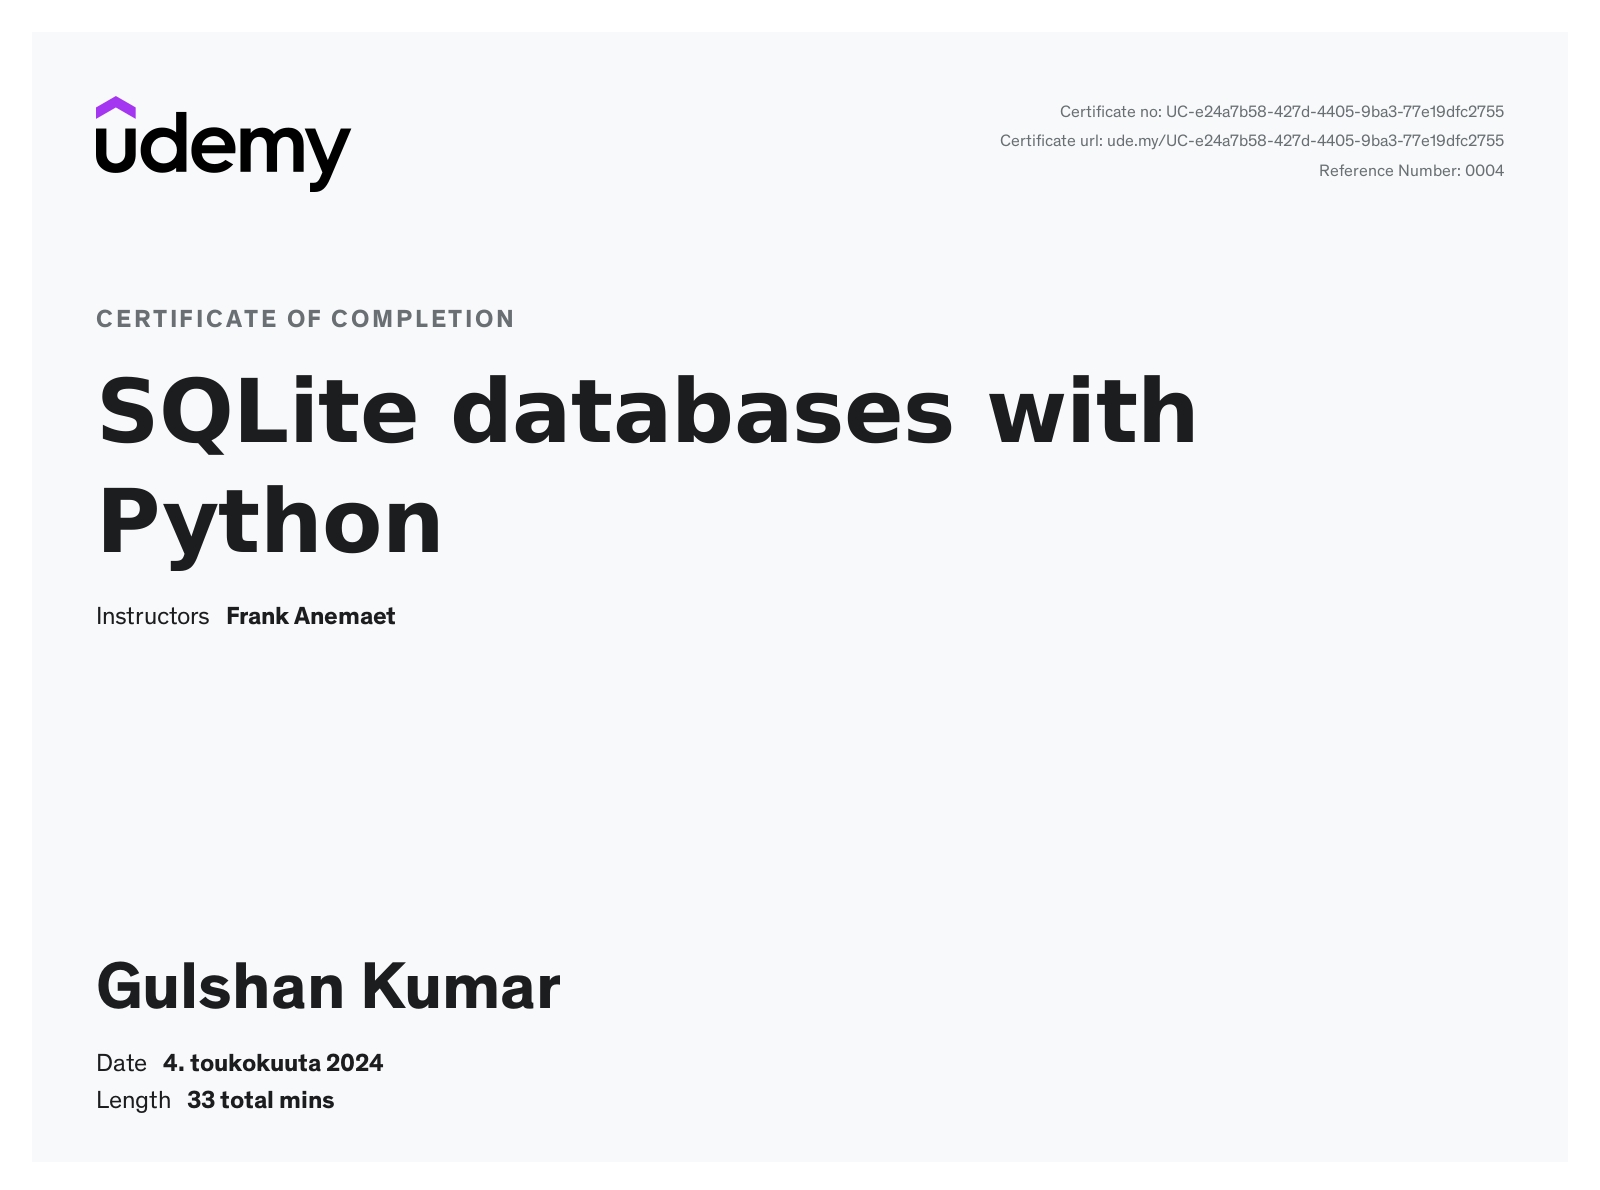 udemy
Certificate no: UC-e24a7b58-427d-4405-9ba3-77e19dfc2755
Certificate url: ude.my/UC-e24a7b58-427d-4405-9ba3-77e19dfc2755
Reference Number: 0004
CERTIFICATE OF COMPLETION
SQLite databases with
Python
Instructors Frank Anemaet
Gulshan Kumar
Date 4. toukokuuta 2024
Length 33 total mins